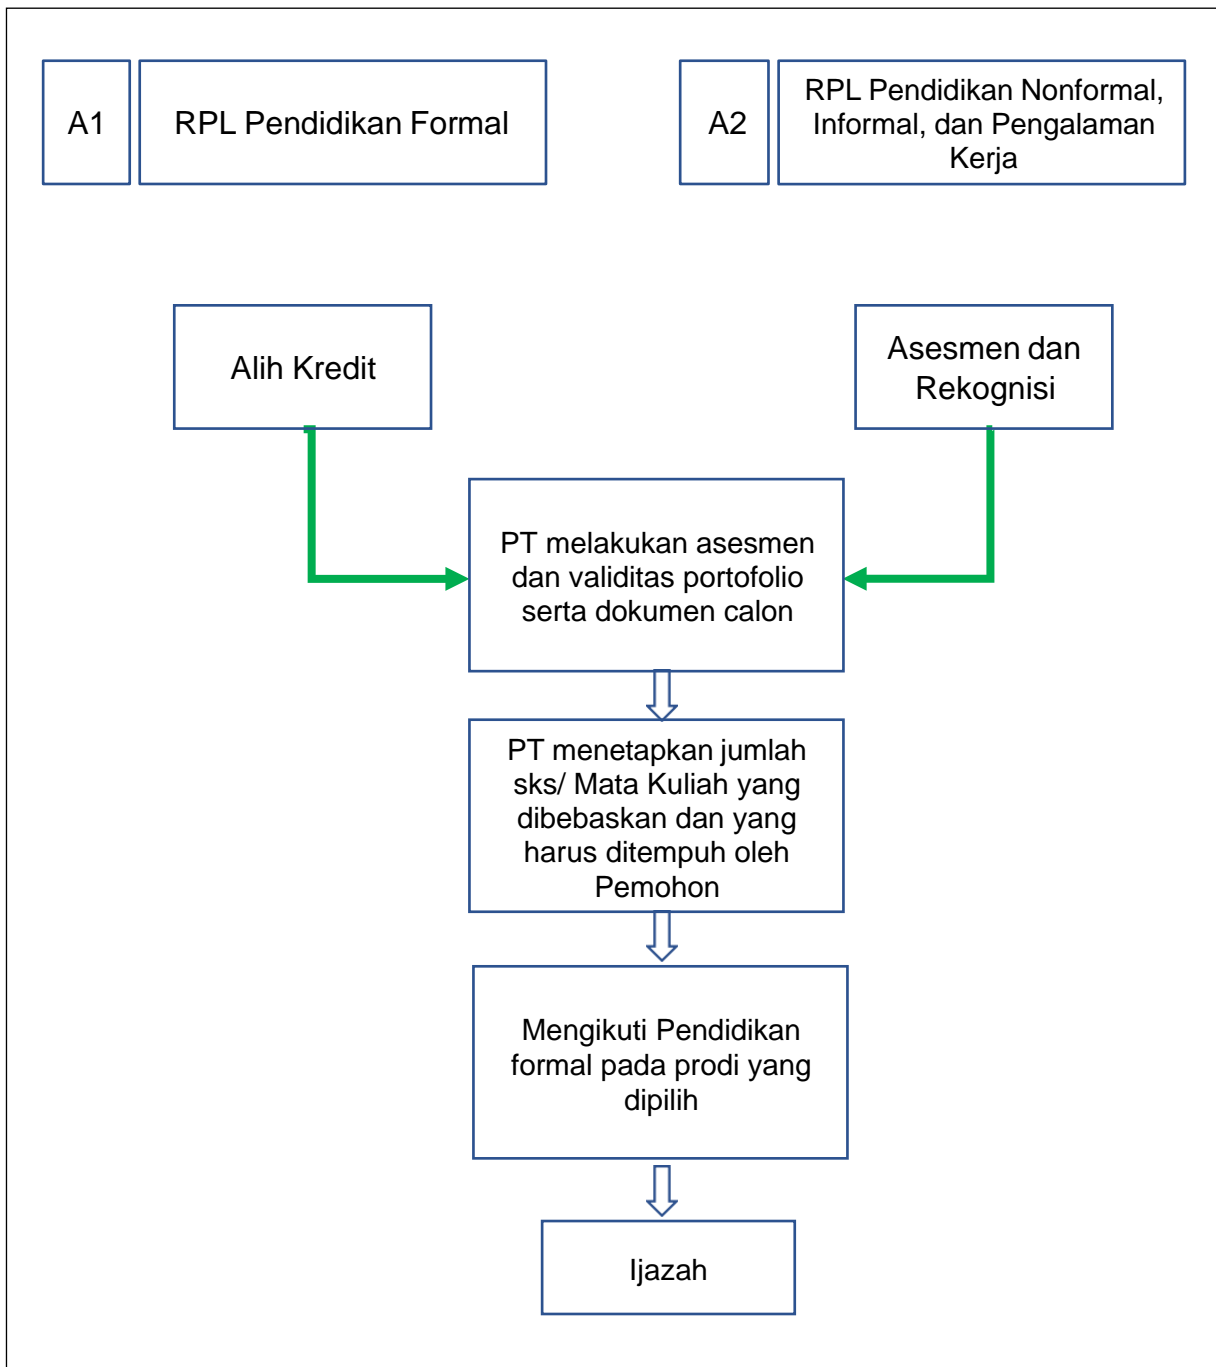 A1
RPL Pendidikan Formal
A2
RPL Pendidikan Nonformal,
Informal, dan Pengalaman
Kerja
Alih Kredit
Asesmen dan
Rekognisi
PT melakukan asesmen
dan validitas portofolio
serta dokumen calon
PT menetapkan jumlah
sks/ Mata Kuliah yang
dibebaskan dan yang
harus ditempuh oleh
Pemohon
Mengikuti Pendidikan
formal pada prodi yang
dipilih
Ijazah